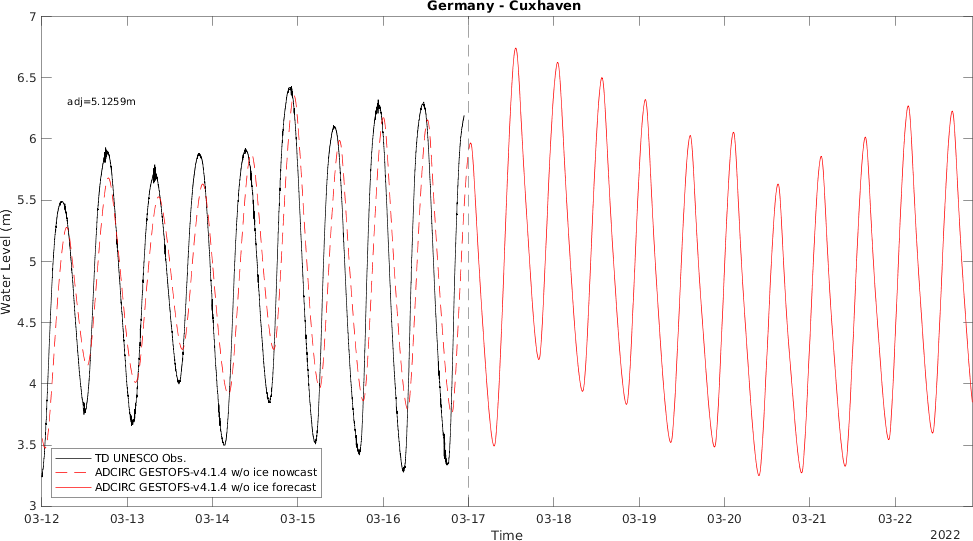 Germany - Cuxhaven
7
6.5
6
5.5
5
4.5
4
3.5
3
Water Level (m)
adj=5.1259m
TD UNESCO Obs.
ADCIRC GESTOFS-v4.1.4 w/o ice nowcast
ADCIRC GESTOFS-v4.1.4 w/o ice forecast
03-12 03-13 03-14 03-15 03-16 03-17 03-18 03-19 03-20 03-21 03-22
Time
2022